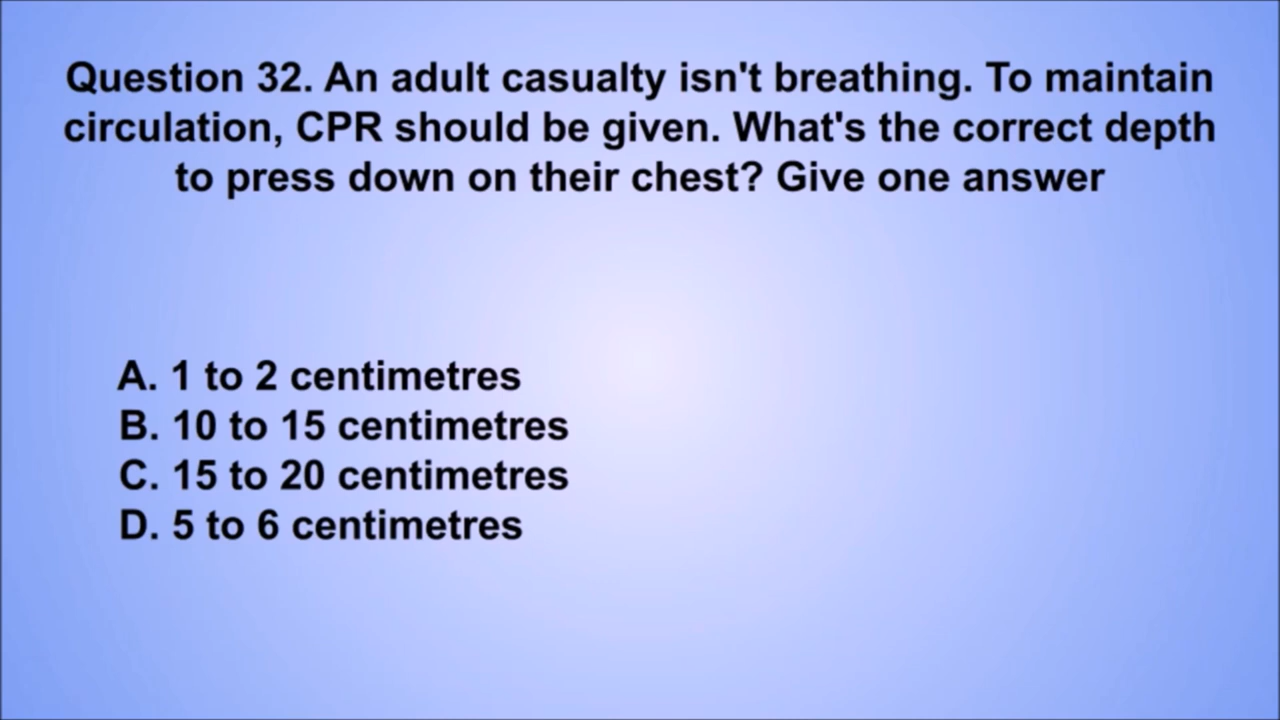 Question 32. An adult casualty isn't breathing. To maintain
circulation, CPR should be given. What's the correct depth
to press down on their chest? Give one answer
A. 1 to 2 centimetres
B. 10 to 15 centimetres
C. 15 to 20 centimetres
D. 5 to 6 centimetres